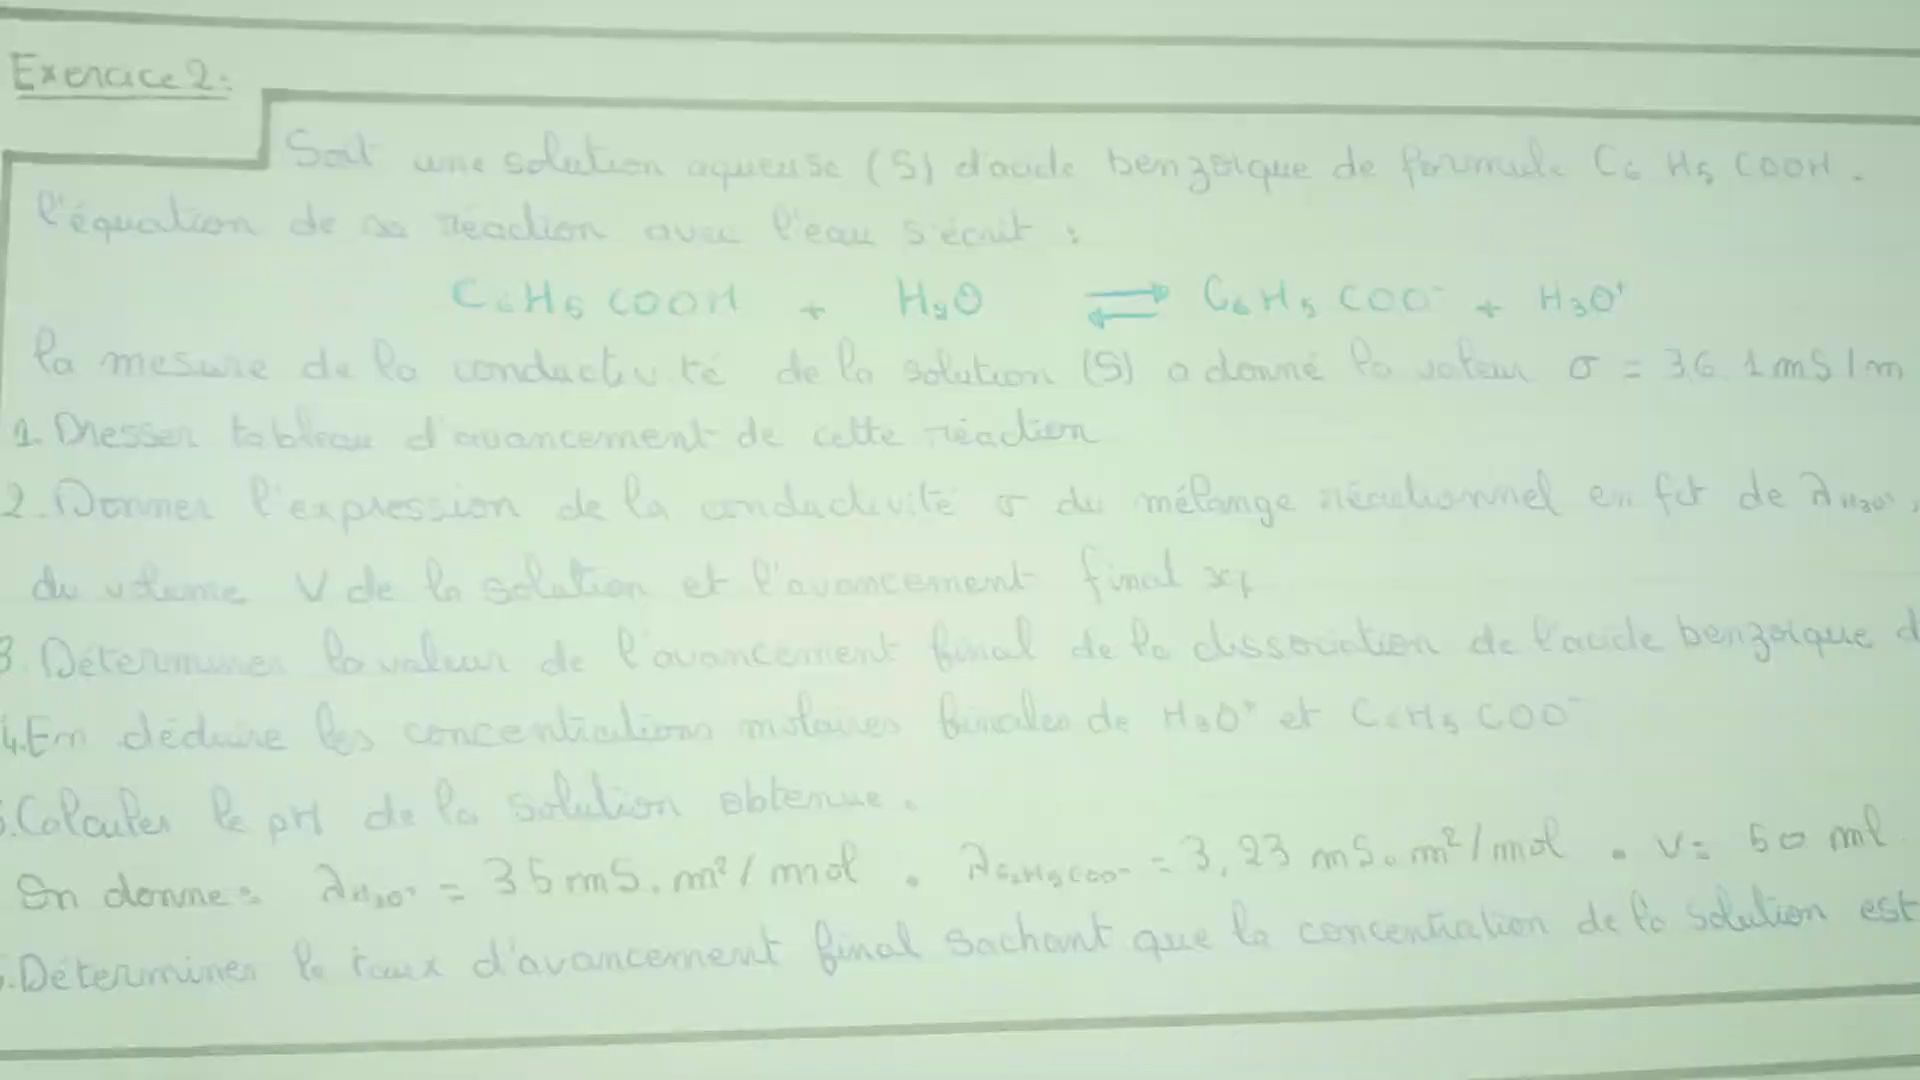 Exercice 2:
Soit une solution aqueuse (S) d'acide benzoïque de formule C6 H5 COOH.
l'équation de sa réaction avec l'eau s'écrit :
C6H5 COOH + H2O ⇌ C6H5 COO- + H3O+
la mesure de la conductivité de la solution (S) a donné la valeur σ = 36.1 mS/m
1. Dresser tableau d'avancement de cette réaction
2. Donner l'expression de la conductivité σ du mélange réactionnel en fct de λH3O+,
du volume V de la solution et l'avancement final xf
3. Déterminer la valeur de l'avancement final de la dissociation de l'acide benzoïque d
4. En déduire les concentrations molaires finales de H3O+ et C6H5 COO-
.Calculer le pH de la solution obtenue.
On donne: λH3O+ = 35 mS.m²/mol . λC6H5COO- = 3,23 mS.m²/mol . V= 50 ml
.Déterminer le taux d'avancement final sachant que la concentration de la solution est